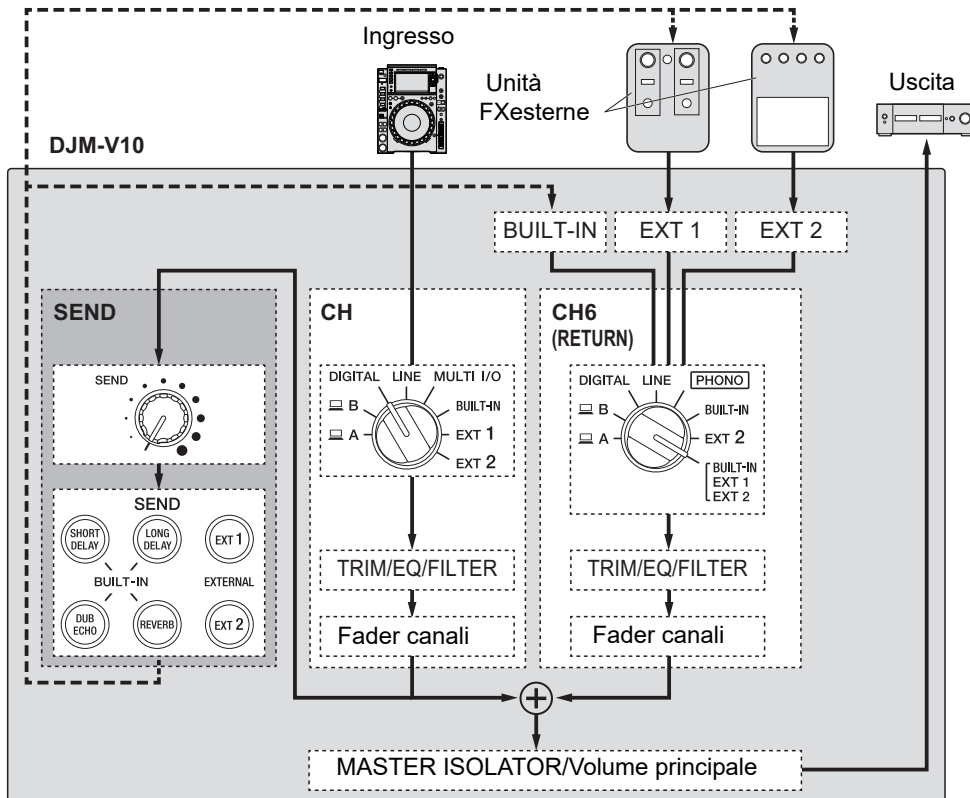 Ingresso
Unità
FXesterne
Uscita
DJM-V10
BUILT-IN
EXT 1
EXT 2
SEND
SEND
SEND
SHORT
DELAY
LONG
DELAY
EXT 1
BUILT-IN
EXTERNAL
DUB
ECHO
REVERB
EXT 2
CH
DIGITAL
LINE
MULTI I/O
B
BUILT-IN
A
EXT 1
EXT 2
TRIM/EQ/FILTER
Fader canali
CH6
(RETURN)
DIGITAL
LINE
PHONO
B
BUILT-IN
A
EXT 2
BUILT-IN
EXT 1
EXT 2
TRIM/EQ/FILTER
Fader canali
MASTER ISOLATOR/Volume principale